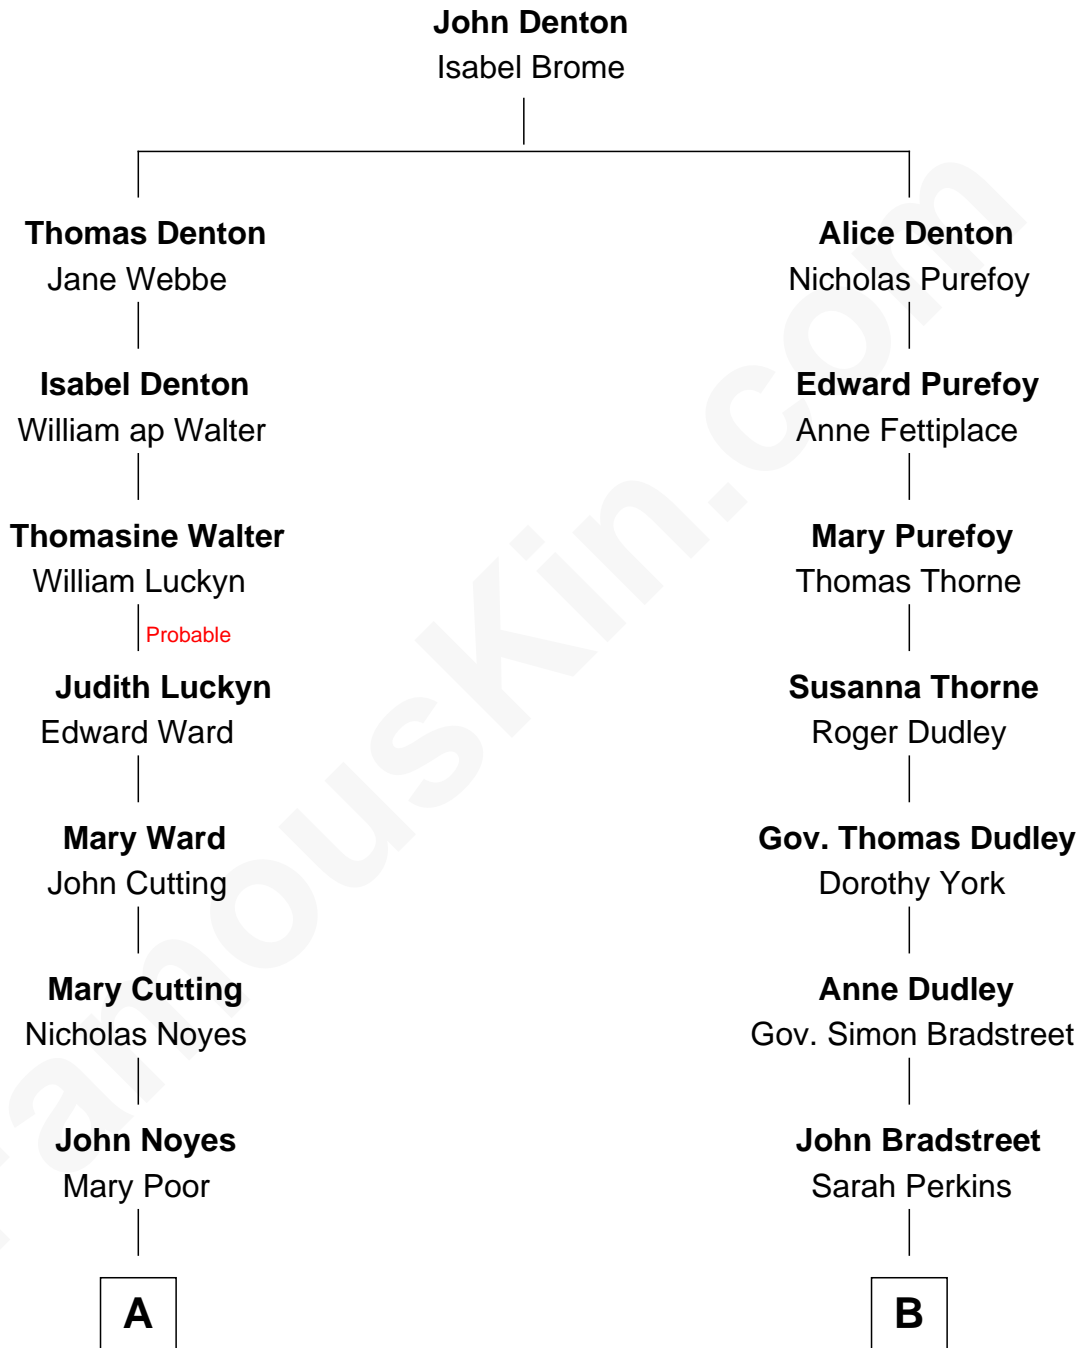 John Denton
Isabel Brome
Thomas Denton
Jane Webbe
Isabel Denton
William ap Walter
Thomasine Walter
William Luckyn
Probable
Judith Luckyn
Edward Ward
Mary Ward
John Cutting
Mary Cutting
Nicholas Noyes
John Noyes
Mary Poor
A
Alice Denton
Nicholas Purefoy
Edward Purefoy
Anne Fettiplace
Mary Purefoy
Thomas Thorne
Susanna Thorne
Roger Dudley
Gov. Thomas Dudley
Dorothy York
Anne Dudley
Gov. Simon Bradstreet
John Bradstreet
Sarah Perkins
B
FamousKin.com